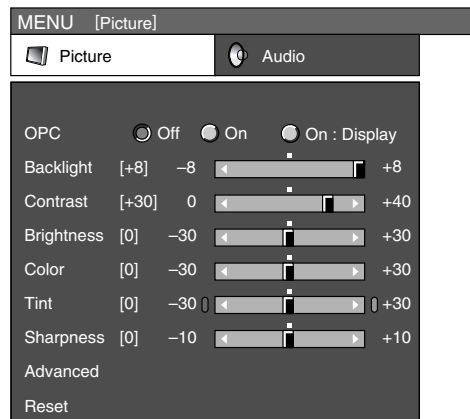 MENU [Picture]
Picture Audio
OPC Off On On : Display
Backlight [+8] –8 +8
Contrast [+30] 0 +40
Brightness [0] –30 +30
Color [0] –30 +30
Tint [0] –30 +30
Sharpness [0] –10 +10
Advanced
Reset